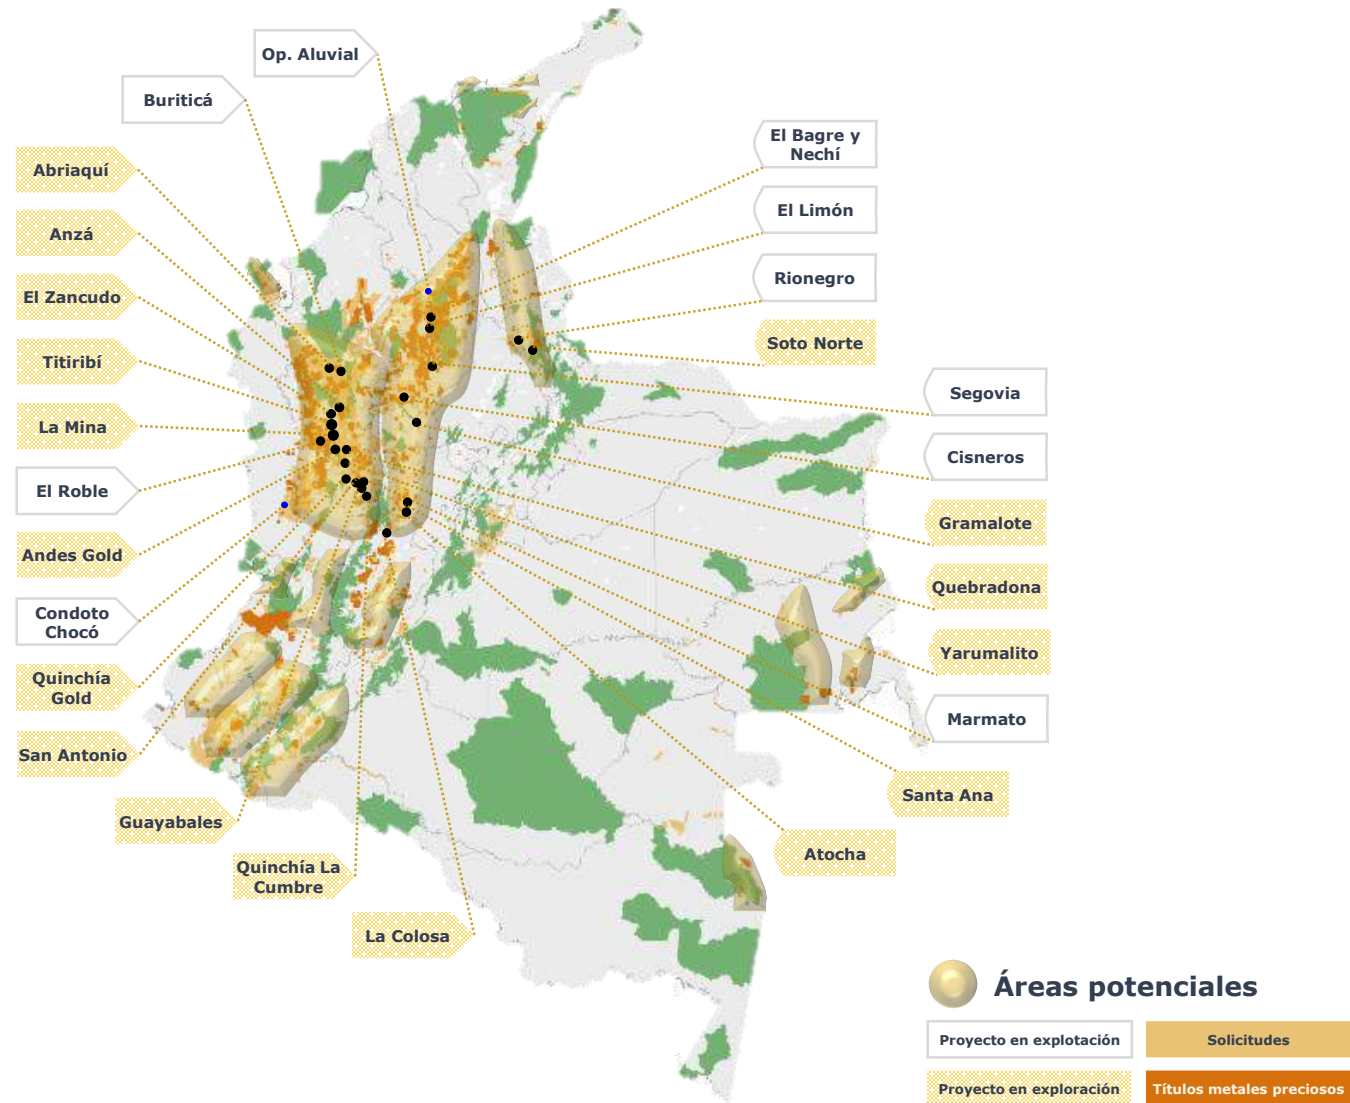 Op. Aluvial
Buriticá
Abriaquí
Anzá
El Zancudo
Titiribí
La Mina
El Roble
Andes Gold
Condoto
Chocó
Quinchía
Gold
San Antonio
Guayabales
Quinchía La
Cumbre
La Colosa
El Bagre y
Nechí
El Limón
Rionegro
Soto Norte
Segovia
Cisneros
Gramalote
Quebradona
Yarumalito
Marmato
Santa Ana
Atocha
Áreas potenciales
Proyecto en explotación
Solicitudes
Proyecto en exploración
Títulos metales preciosos